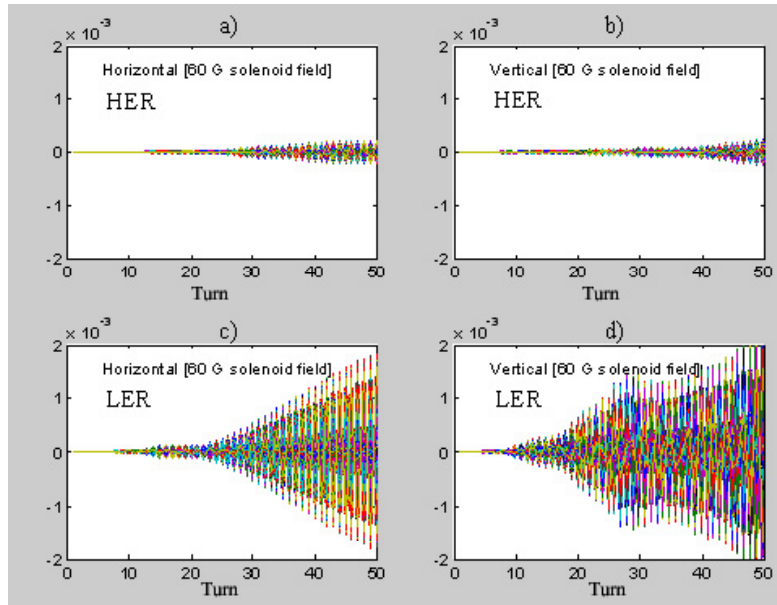 a)
× 10⁻³
Horizontal [60 G solenoid field]
HER
2
1
0
-1
-2
0 10 20 30 40 50
Turn
b)
× 10⁻³
Vertical [60 G solenoid field]
HER
2
1
0
-1
-2
0 10 20 30 40 50
Turn
c)
× 10⁻³
Horizontal [60 G solenoid field]
LER
2
1
0
-1
-2
0 10 20 30 40 50
Turn
d)
× 10⁻³
Vertical [60 G solenoid field]
LER
2
1
0
-1
-2
0 10 20 30 40 50
Turn